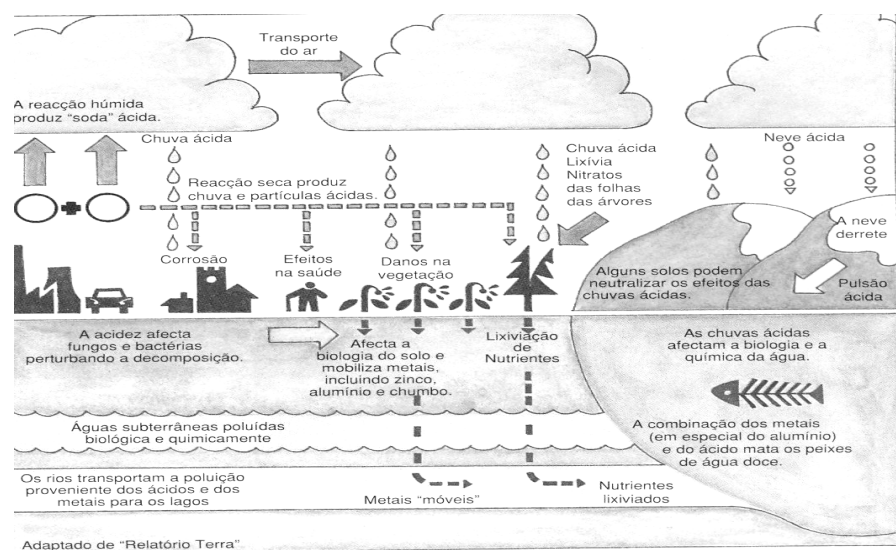 Transporte
do ar
A reacção húmida
produz “soda” ácida.
Chuva ácida
Neve ácida
Chuva ácida
Lixívia
Nitratos
das folhas
das árvores
Reacção seca produz
chuva e partículas ácidas.
A neve
derrete
Corrosão
Efeitos
na saúde
Danos na
vegetação
Alguns solos podem
neutralizar os efeitos das
chuvas ácidas.
Pulsão
ácida
A acidez afecta
fungos e bactérias
perturbando a decomposição.
Afecta a
biologia do solo e
mobiliza metais,
incluindo zinco,
alumínio e chumbo.
Lixiviação
de
Nutrientes
As chuvas ácidas
afectam a biologia e a
química da água.
Águas subterrâneas poluídas
biológica e quimicamente
A combinação dos metais
(em especial do alumínio)
e do ácido mata os peixes
de água doce.
Os rios transportam a poluição
proveniente dos ácidos e dos
metais para os lagos
Metais “móveis”
Nutrientes
lixiviados
Adaptado de “Relatório Terra”